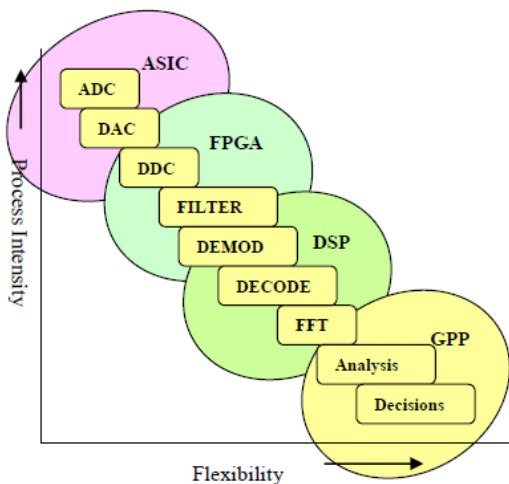 ASIC
ADC
DAC
FPGA
DDC
FILTER
DEMOD
DSP
DECODE
FFT
GPP
Analysis
Decisions
Process Intensity
Flexibility